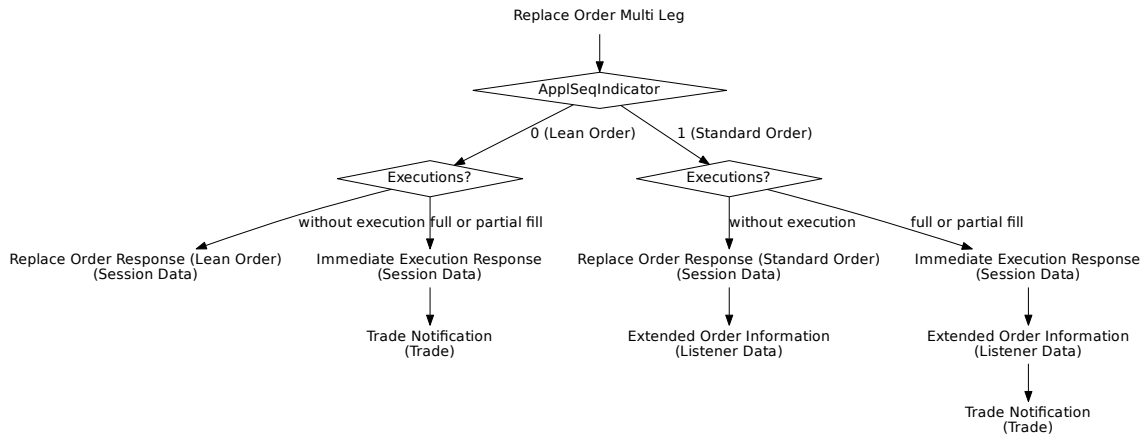 Replace Order Multi Leg
ApplSeqIndicator
0 (Lean Order)
1 (Standard Order)
Executions?
Executions?
without execution
full or partial fill
without execution
full or partial fill
Replace Order Response (Lean Order)
(Session Data)
Immediate Execution Response
(Session Data)
Replace Order Response (Standard Order)
(Session Data)
Immediate Execution Response
(Session Data)
Trade Notification
(Trade)
Extended Order Information
(Listener Data)
Extended Order Information
(Listener Data)
Trade Notification
(Trade)